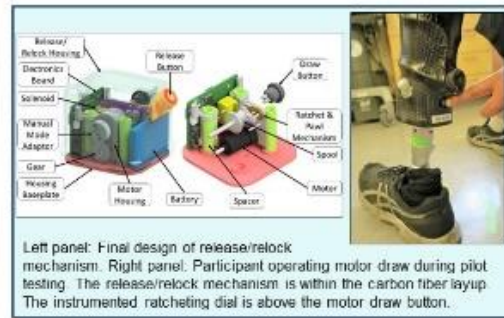 Release/
Relock Housing
Electronics
Board
Solenoid
Manual
Mode
Adaptor
Gear
Housing
Baseplate
Motor
Housing
Battery
Release
Button
Draw
Button
Ratchet &
Pawl
Mechanism
Spool
Motor
Spacer
Left panel: Final design of release/relock
mechanism. Right panel: Participant operating motor draw during pilot
testing. The release/relock mechanism is within the carbon fiber layup.
The instrumented ratcheting dial is above the motor draw button.